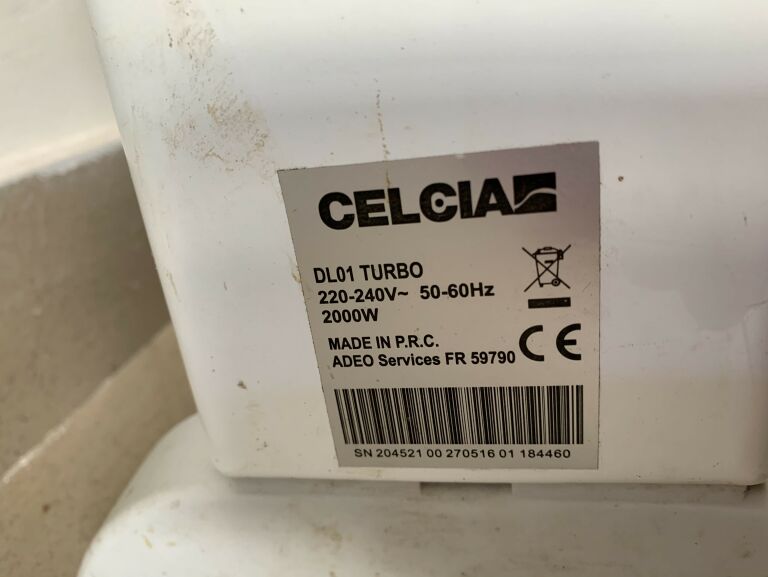 CELCIA
DL01 TURBO
220-240V~ 50-60Hz
2000W
MADE IN P.R.C.
ADEO Services FR 59790
CE
SN 204521 00 270516 01 184460